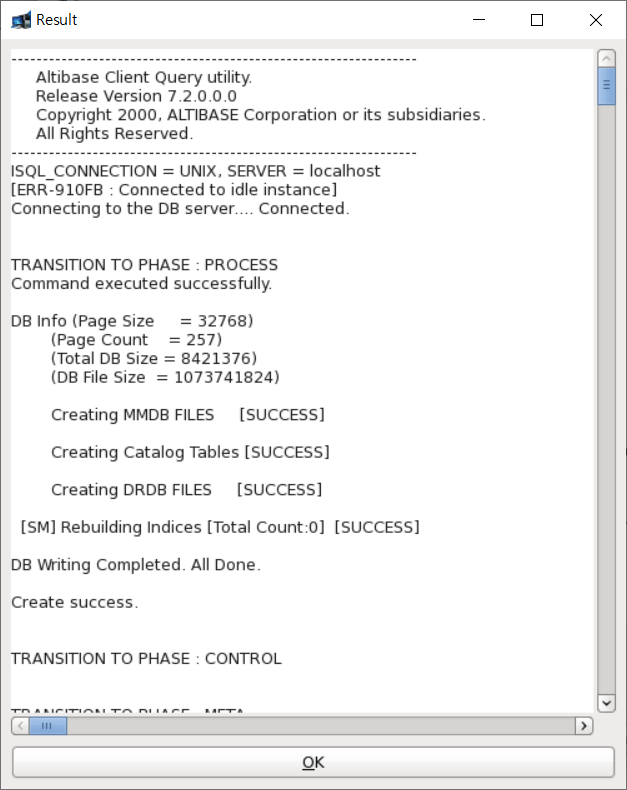 Result
------------------------------------------------------------------
Altibase Client Query utility.
Release Version 7.2.0.0.0
Copyright 2000, ALTIBASE Corporation or its subsidiaries.
All Rights Reserved.
------------------------------------------------------------------
ISQL_CONNECTION = UNIX, SERVER = localhost
[ERR-910FB : Connected to idle instance]
Connecting to the DB server.... Connected.
TRANSITION TO PHASE : PROCESS
Command executed successfully.
DB Info (Page Size     = 32768)
(Page Count    = 257)
(Total DB Size = 8421376)
(DB File Size  = 1073741824)
Creating MMDB FILES     [SUCCESS]
Creating Catalog Tables [SUCCESS]
Creating DRDB FILES     [SUCCESS]
[SM] Rebuilding Indices [Total Count:0]  [SUCCESS]
DB Writing Completed. All Done.
Create success.
TRANSITION TO PHASE : CONTROL
TRANSITION TO PHASE : META
OK